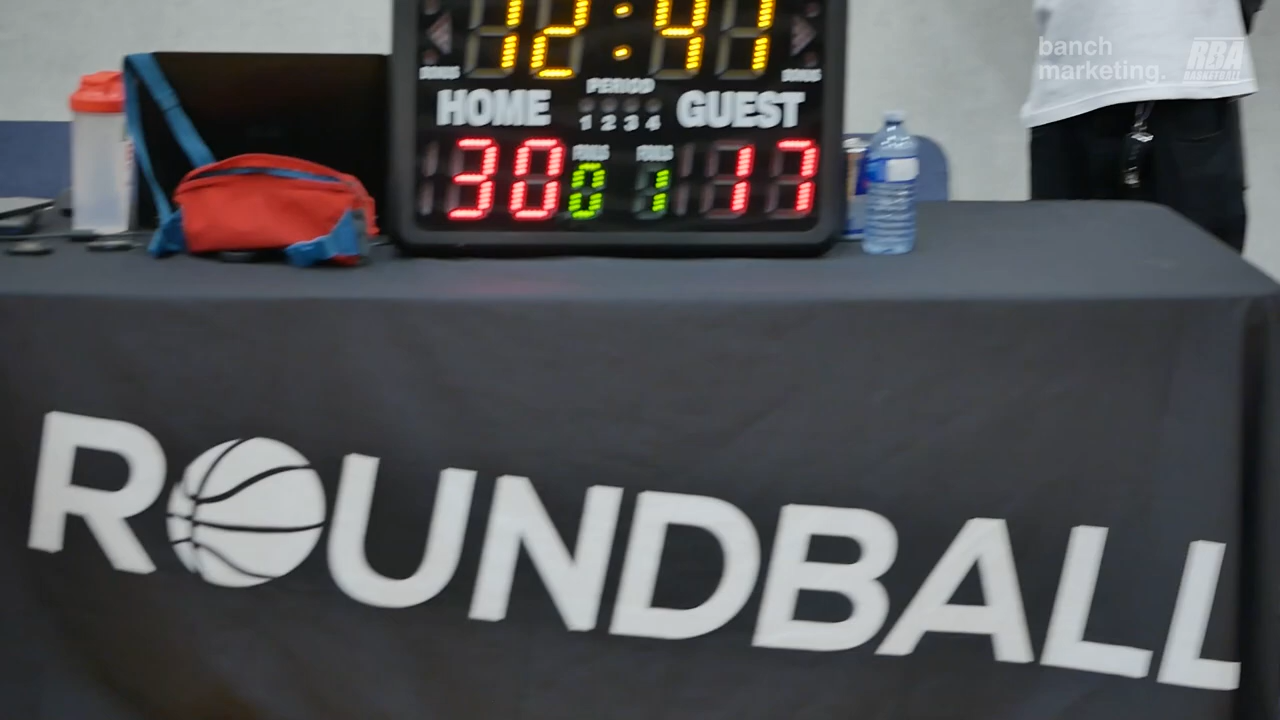 12:41
banch
marketing.
RBA
BASKETBALL
BONUS
PERIOD
BONUS
HOME
1 2 3 4
GUEST
FOULS
FOULS
30
0
1
17
ROUNDBALL